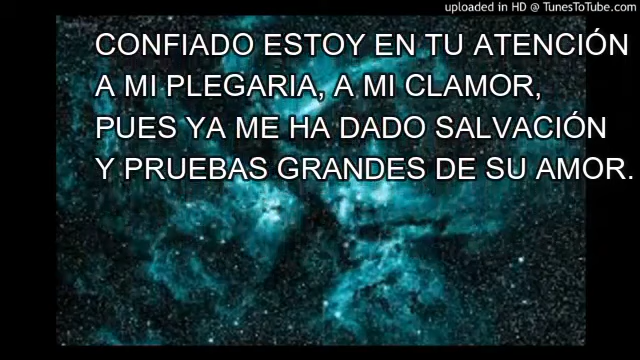 uploaded in HD @ TunesToTube.com
CONFIADO ESTOY EN TU ATENCIÓN
A MI PLEGARIA, A MI CLAMOR,
PUES YA ME HA DADO SALVACIÓN
Y PRUEBAS GRANDES DE SU AMOR.